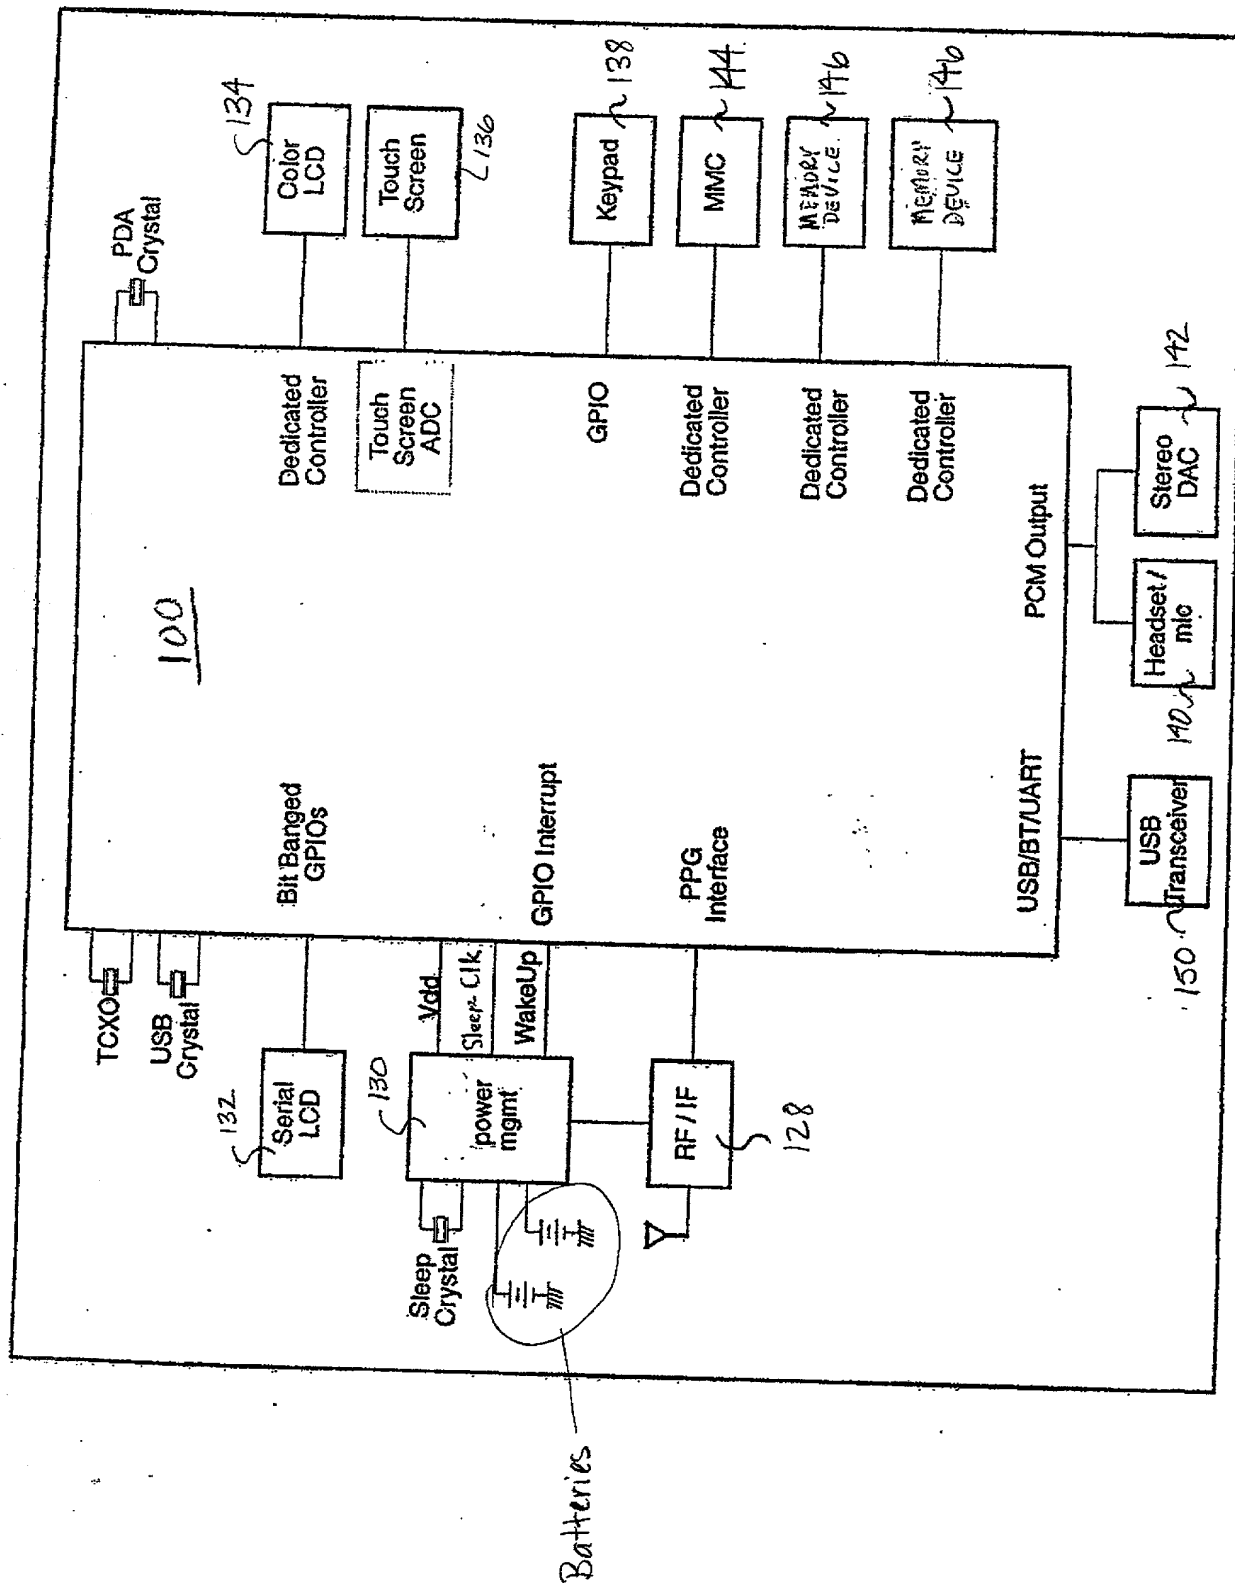 TCXO
USB
Crystal
100
PDA
Crystal
132
Serial
LCD
Bit Banged
GPIOs
Dedicated
Controller
Color
LCD
134
Sleep
Crystal
130
power
mgmt
Vdd
Sleep Clk
WakeUp
GPIO Interrupt
Touch
Screen
ADC
Touch
Screen
136
Batteries
GPIO
Keypad
138
RF / IF
128
PPG
Interface
Dedicated
Controller
MMC
144
Dedicated
Controller
MEMORY
DEVICE
146
Dedicated
Controller
MEMORY
DEVICE
146
USB/BT/UART
PCM Output
150
USB
Transceiver
140
Headset/
mic
Stereo
DAC
142